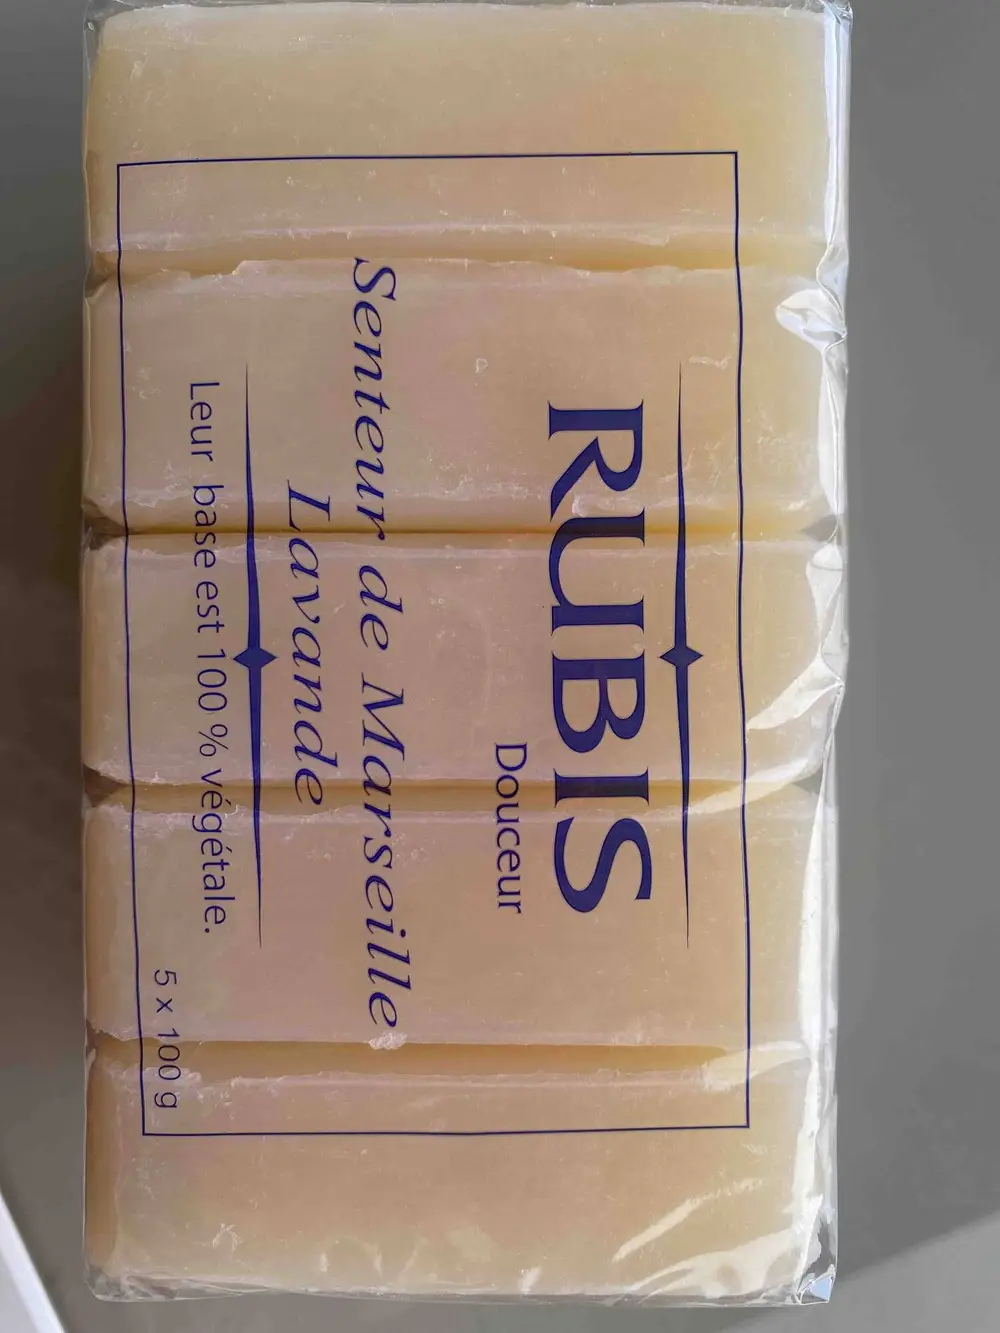 RUBIS
Douceur
Senteur de Marseille
Lavande
Leur base est 100 % végétale.
5 x 100 g